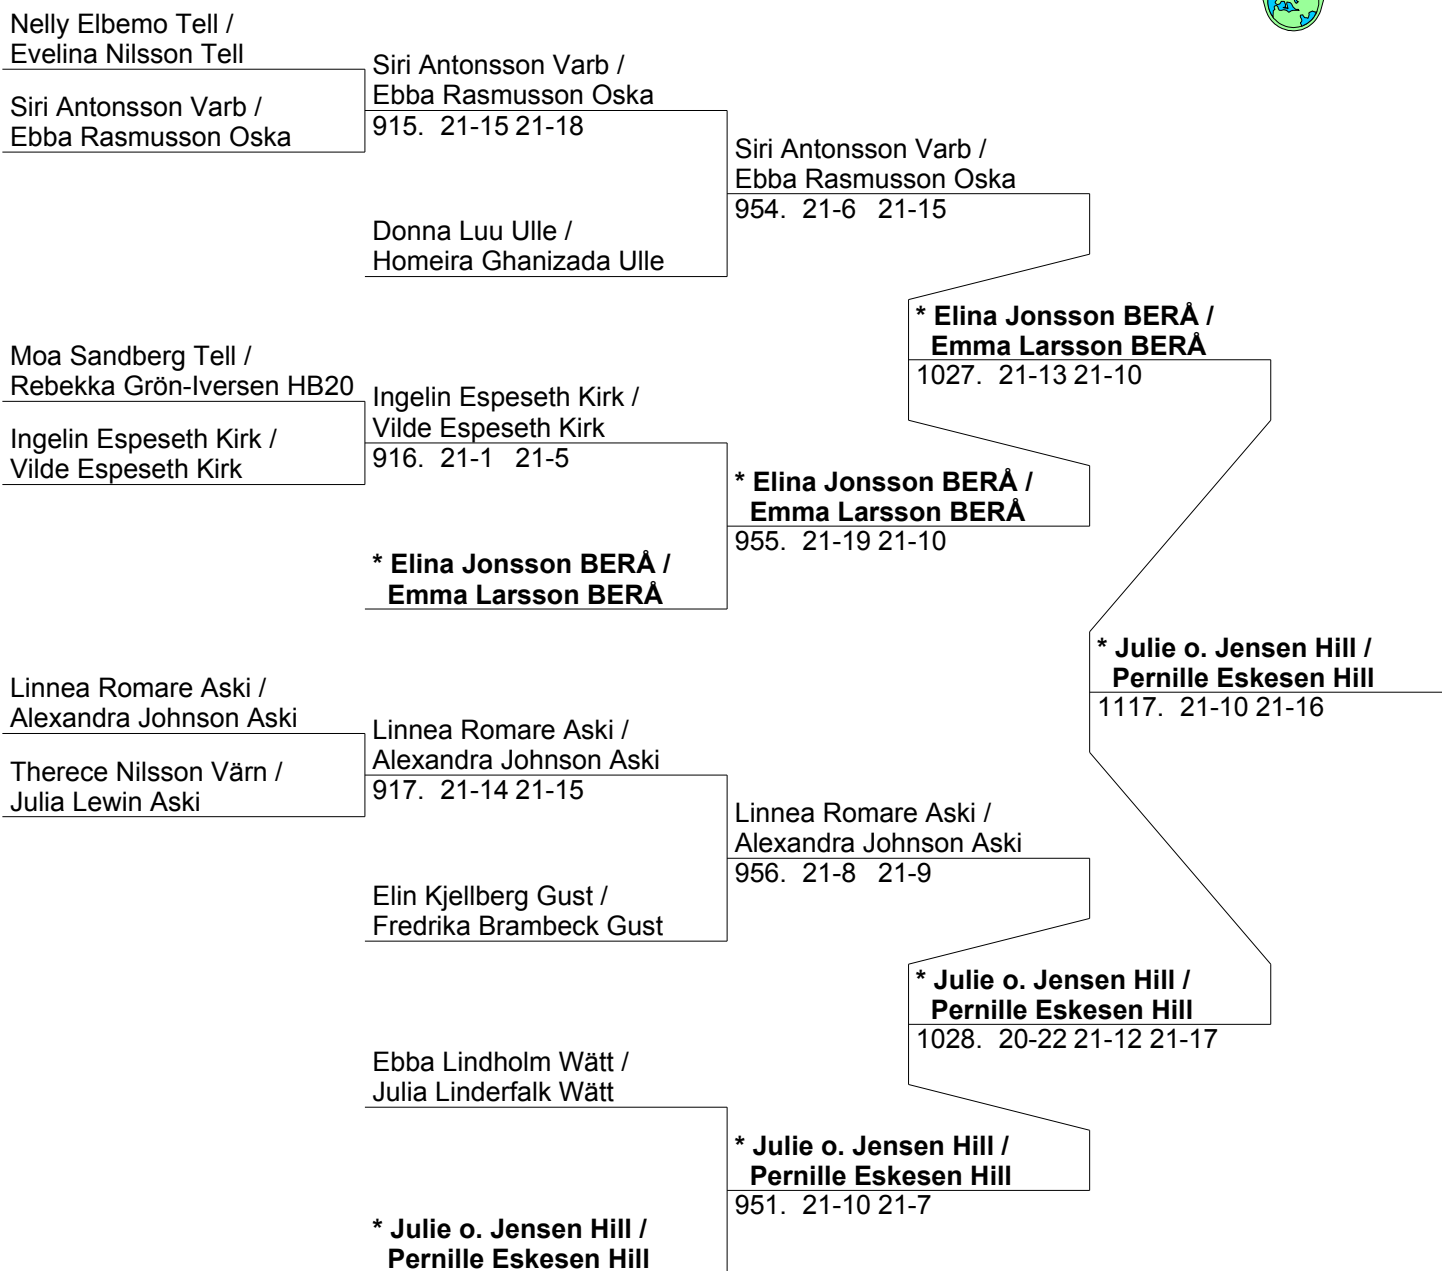 Nelly Elbemo Tell /
Evelina Nilsson Tell
Siri Antonsson Varb /
Ebba Rasmusson Oska
Siri Antonsson Varb /
Ebba Rasmusson Oska
915. 21-15 21-18
Donna Luu Ulle /
Homeira Ghanizada Ulle
Siri Antonsson Varb /
Ebba Rasmusson Oska
954. 21-6 21-15
Moa Sandberg Tell /
Rebekka Grön-Iversen HB20
Ingelin Espeseth Kirk /
Vilde Espeseth Kirk
Ingelin Espeseth Kirk /
Vilde Espeseth Kirk
916. 21-1 21-5
* Elina Jonsson BERÅ /
Emma Larsson BERÅ
* Elina Jonsson BERÅ /
Emma Larsson BERÅ
955. 21-19 21-10
* Elina Jonsson BERÅ /
Emma Larsson BERÅ
1027. 21-13 21-10
Linnea Romare Aski /
Alexandra Johnson Aski
Therece Nilsson Värn /
Julia Lewin Aski
Linnea Romare Aski /
Alexandra Johnson Aski
917. 21-14 21-15
Elin Kjellberg Gust /
Fredrika Brambeck Gust
Linnea Romare Aski /
Alexandra Johnson Aski
956. 21-8 21-9
Ebba Lindholm Wätt /
Julia Linderfalk Wätt
* Julie o. Jensen Hill /
Pernille Eskesen Hill
* Julie o. Jensen Hill /
Pernille Eskesen Hill
951. 21-10 21-7
* Julie o. Jensen Hill /
Pernille Eskesen Hill
1028. 20-22 21-12 21-17
* Julie o. Jensen Hill /
Pernille Eskesen Hill
1117. 21-10 21-16